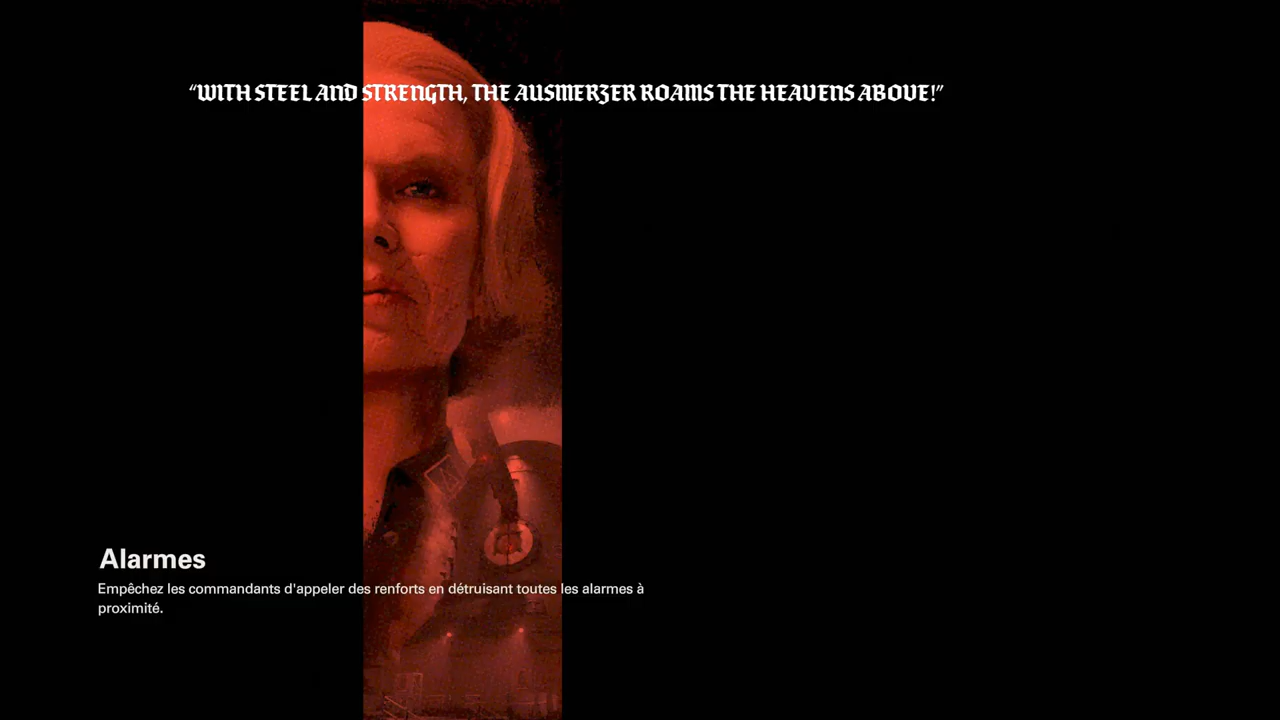 “WITH STEEL AND STRENGTH, THE AUSMERZER ROAMS THE HEAVENS ABOVE!”
Alarmes
Empêchez les commandants d'appeler des renforts en détruisant toutes les alarmes à
proximité.